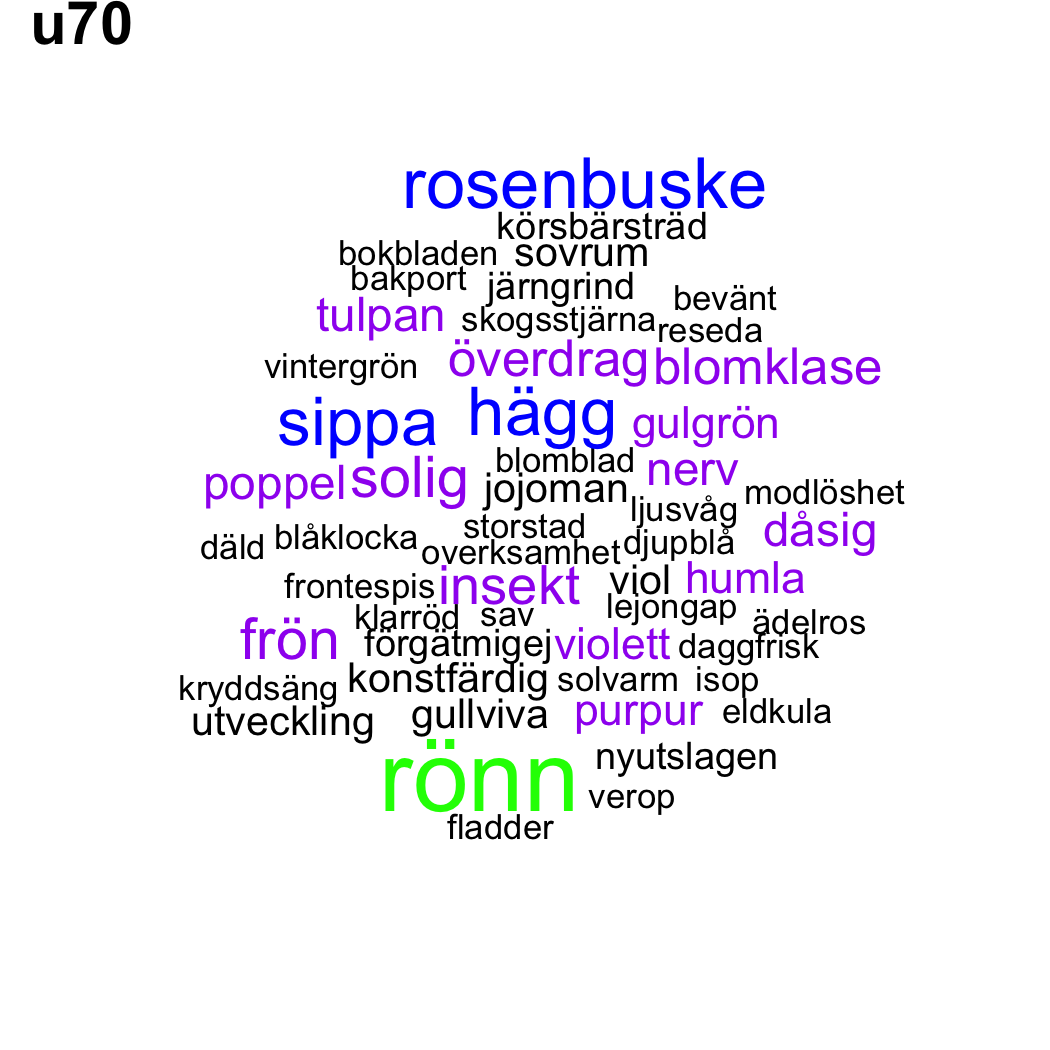 u70
rosenbuske
körsbärsträd
bokbladen sovrum
bakport järngrind
bevänt
tulpan skogsstjärna reseda
vintergrön överdrag blomklase
sippa hägg gulgrön
blomblad nerv
poppel solig jojoman modlöshet
ljusvåg
storstad dåsig
däld blåklocka overksamhet djupblå
frontespis insekt viol humla
klarröd sav lejongap ädelros
frön förgätmigej violett daggfrisk
kryddsäng konstfärdig solvarm isop
utveckling gullviva purpur eldkula
rönn nyutslagen
verop
fladder